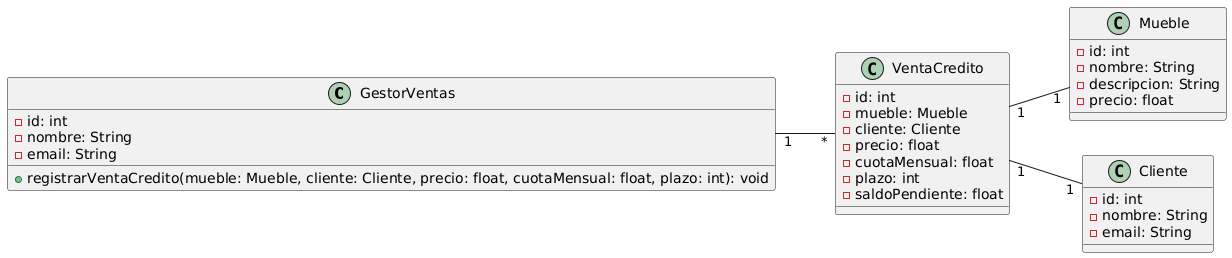 C GestorVentas
id: int
nombre: String
email: String
registrarVentaCredito(mueble: Mueble, cliente: Cliente, precio: float, cuotaMensual: float, plazo: int): void
1
*
C VentaCredito
id: int
mueble: Mueble
cliente: Cliente
precio: float
cuotaMensual: float
plazo: int
saldoPendiente: float
1
1
C Mueble
id: int
nombre: String
descripcion: String
precio: float
1
1
C Cliente
id: int
nombre: String
email: String